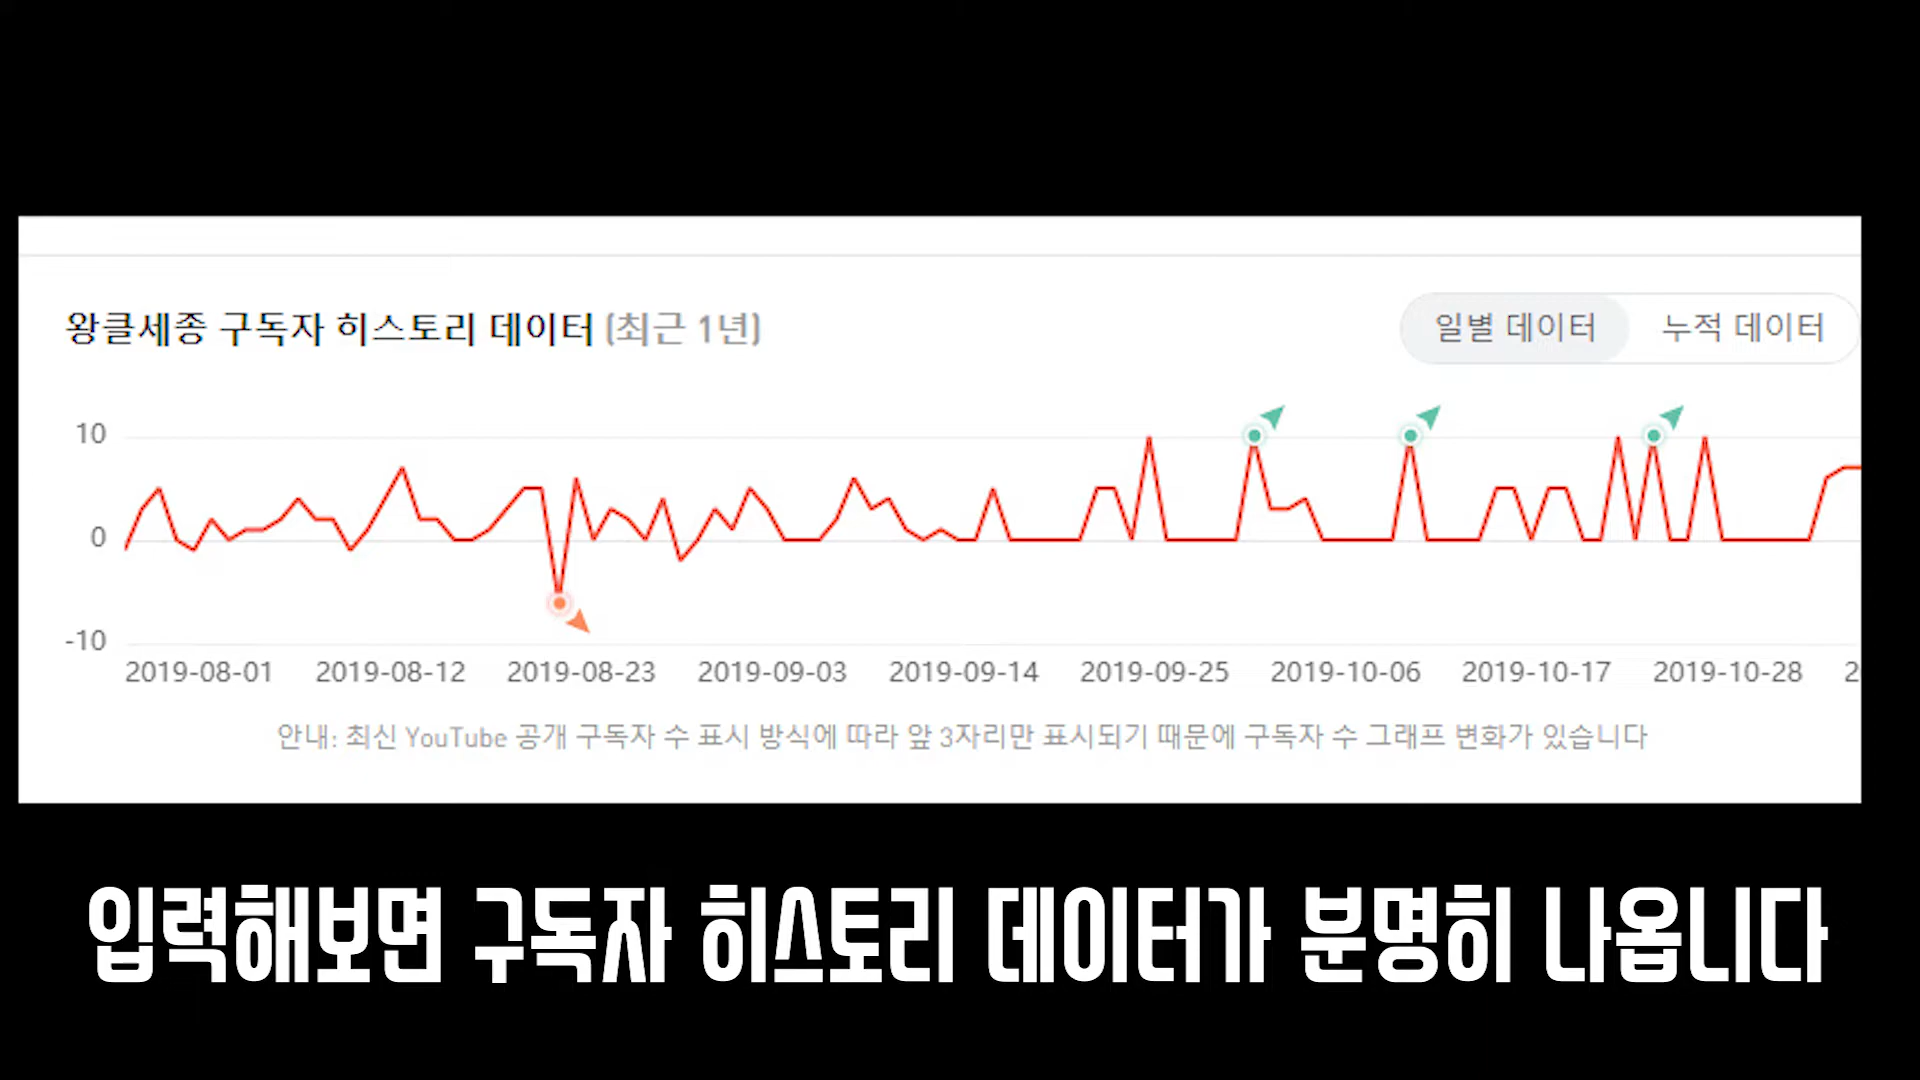 왕클세종 구독자 히스토리 데이터 (최근 1년)
일별 데이터 누적 데이터
10
0
-10
2019-08-01 2019-08-12 2019-08-23 2019-09-03 2019-09-14 2019-09-25 2019-10-06 2019-10-17 2019-10-28 2
안내: 최신 YouTube 공개 구독자 수 표시 방식에 따라 앞 3자리만 표시되기 때문에 구독자 수 그래프 변화가 있습니다
입력해보면 구독자 히스토리 데이터가 분명히 나옵니다